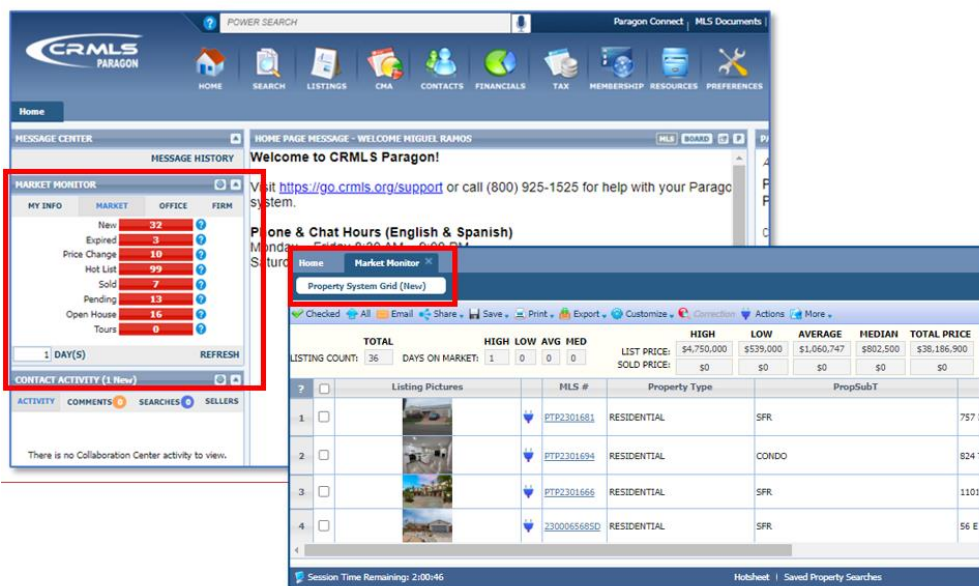 POWER SEARCH
Paragon Connect
MLS Documents
CRMLS
PARAGON
HOME
SEARCH
LISTINGS
CMA
CONTACTS
FINANCIALS
TAX
MEMBERSHIP
RESOURCES
PREFERENCES
Home
MESSAGE CENTER
MESSAGE HISTORY
MARKET MONITOR
MY INFO MARKET OFFICE FIRM
New 32
Expired 3
Price Change 10
Hot List 99
Sold 7
Pending 13
Open House 16
Tours 0
1 DAY(S) REFRESH
CONTACT ACTIVITY (1 New)
ACTIVITY COMMENTS 0 SEARCHES 0 SELLERS
There is no Collaboration Center activity to view.
HOME PAGE MESSAGE - WELCOME MIGUEL RAMOS
MLS BOARD
Welcome to CRMLS Paragon!
Visit https://go.crmls.org/support or call (800) 925-1525 for help with your Parago
system.
Phone & Chat Hours (English & Spanish)
Home Market Monitor
Property System Grid (New)
Checked All Email Share Save Print Export Customize Correction Actions More
TOTAL HIGH LOW AVG MED HIGH LOW AVERAGE MEDIAN TOTAL PRICE
LISTING COUNT: 36 DAYS ON MARKET: 1 0 0 0 LIST PRICE: $4,750,000 $539,000 $1,060,747 $802,500 $38,186,900
SOLD PRICE: $0 $0 $0 $0 $0
? Listing Pictures MLS # Property Type PropSubT
1 PTP2301681 RESIDENTIAL SFR 757
2 PTP2301694 RESIDENTIAL CONDO 824
3 PTP2301666 RESIDENTIAL SFR 1101
4 230006568SD RESIDENTIAL SFR 56 E
Session Time Remaining: 2:00:46 Hotsheet | Saved Property Searches